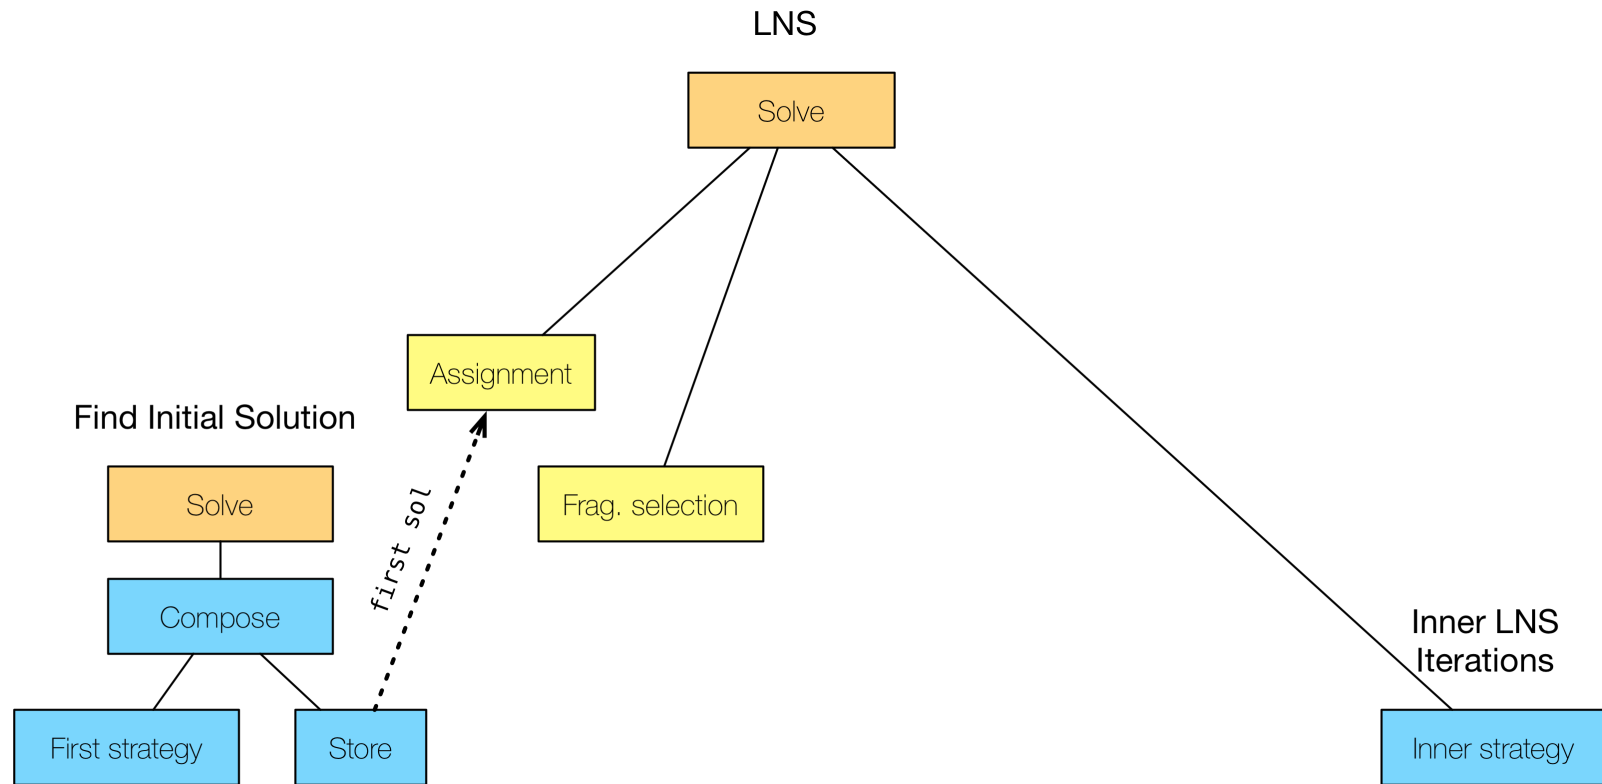 LNS
Solve
Assignment
Find Initial Solution
Solve
Frag. selection
first sol
Compose
Inner LNS
Iterations
First strategy
Store
Inner strategy